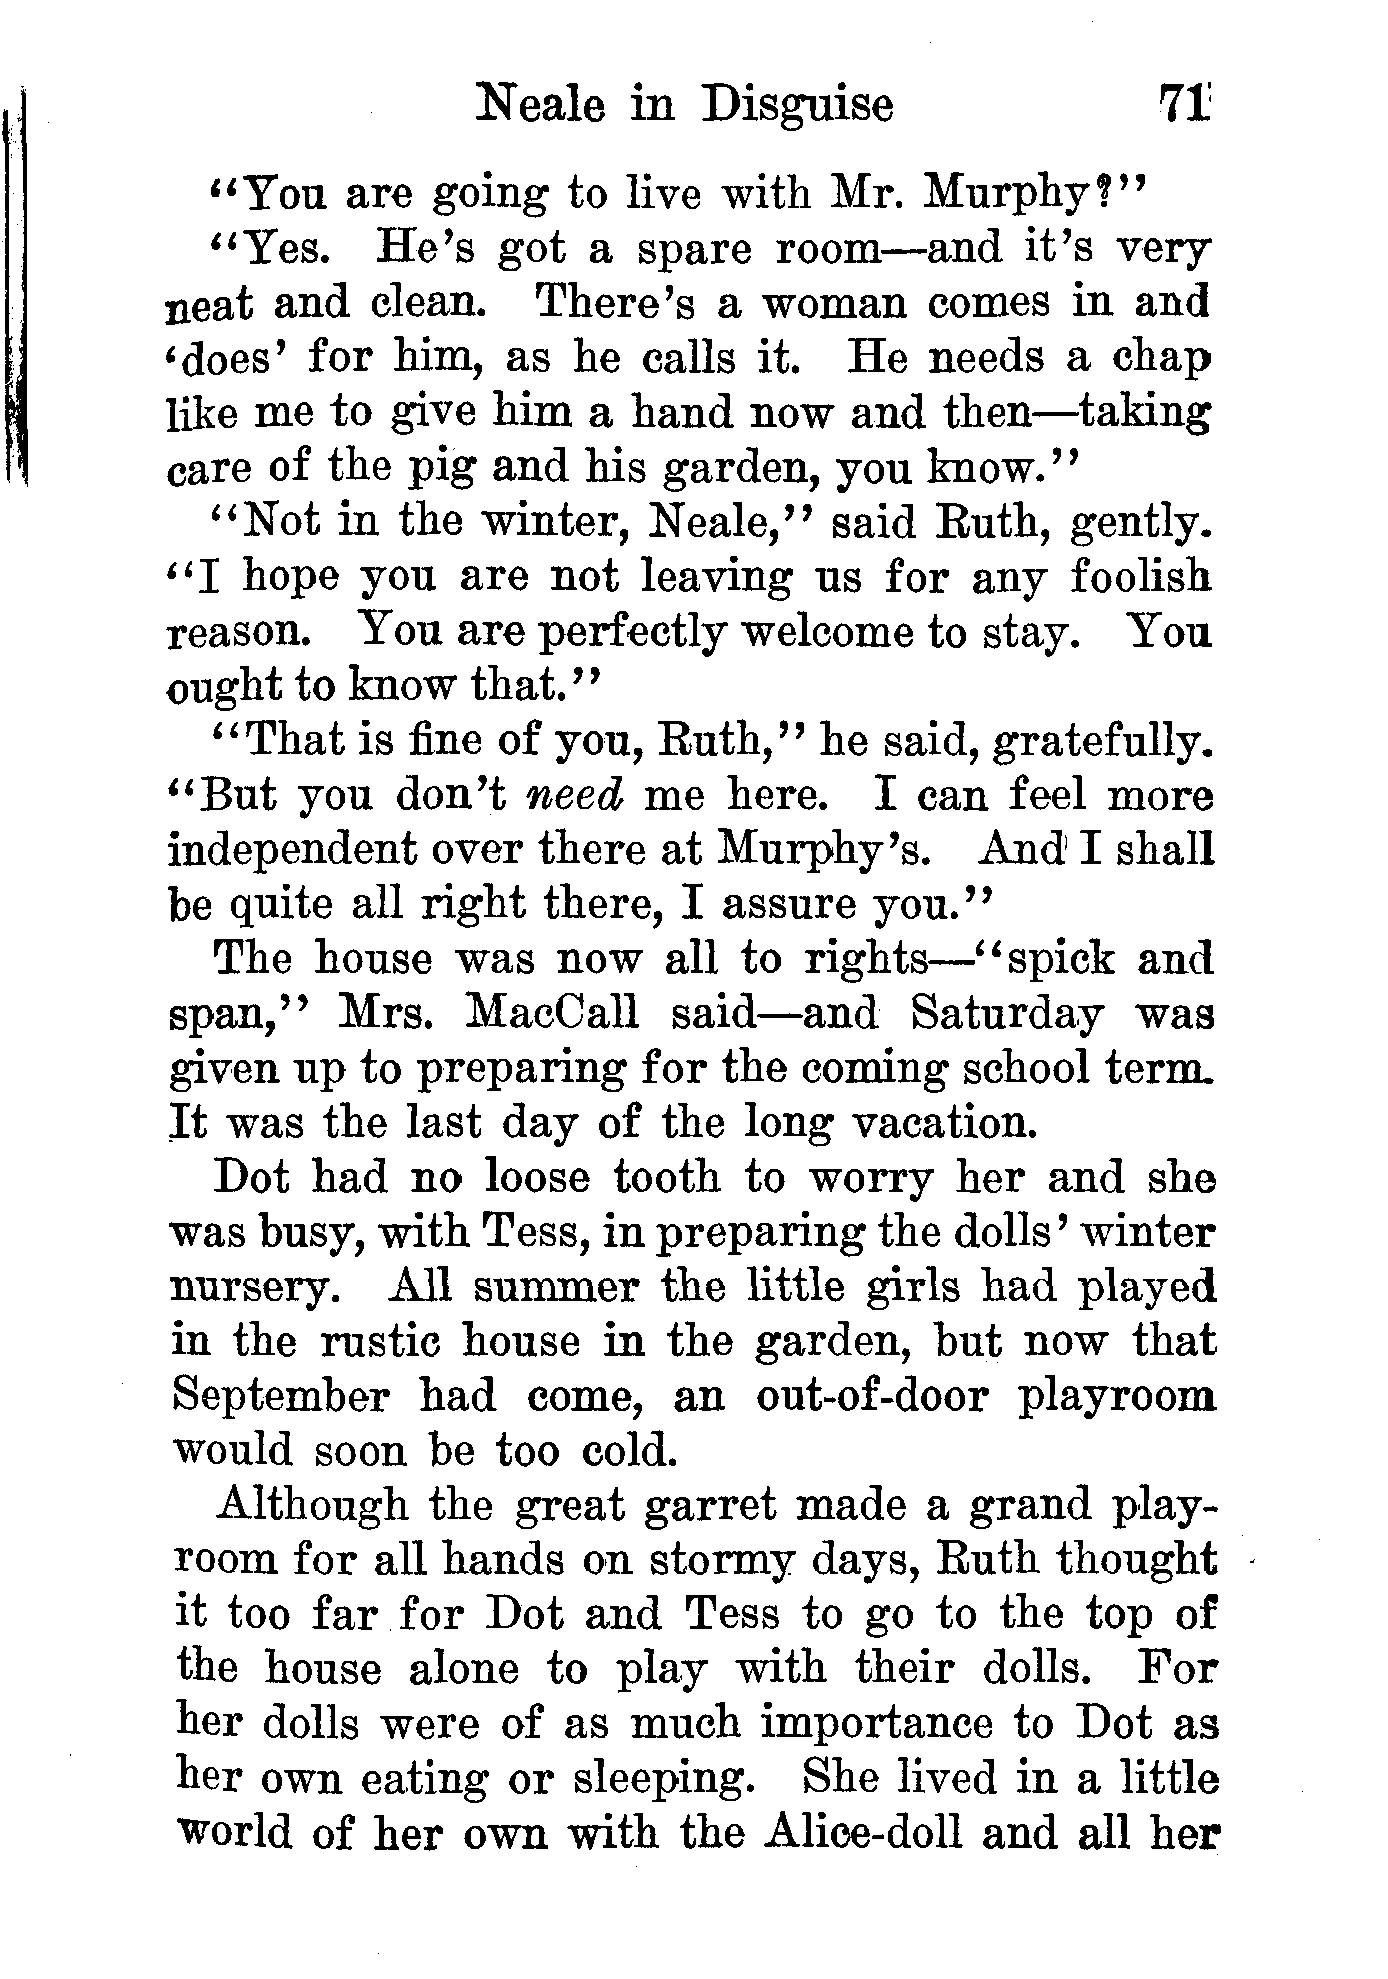 Neale in Disguise 71
"You are going to live with Mr. Murphy?"
"Yes. He's got a spare room—and it's very
neat and clean. There's a woman comes in and
'does' for him, as he calls it. He needs a chap
like me to give him a hand now and then—taking
care of the pig and his garden, you know."
"Not in the winter, Neale," said Ruth, gently.
"I hope you are not leaving us for any foolish
reason. You are perfectly welcome to stay. You
ought to know that."
"That is fine of you, Ruth," he said, gratefully.
"But you don't need me here. I can feel more
independent over there at Murphy's. And I shall
be quite all right there, I assure you."
The house was now all to rights—"spick and
span," Mrs. MacCall said—and Saturday was
given up to preparing for the coming school term.
It was the last day of the long vacation.
Dot had no loose tooth to worry her and she
was busy, with Tess, in preparing the dolls' winter
nursery. All summer the little girls had played
in the rustic house in the garden, but now that
September had come, an out-of-door playroom
would soon be too cold.
Although the great garret made a grand play-
room for all hands on stormy days, Ruth thought
it too far for Dot and Tess to go to the top of
the house alone to play with their dolls. For
her dolls were of as much importance to Dot as
her own eating or sleeping. She lived in a little
world of her own with the Alice-doll and all her